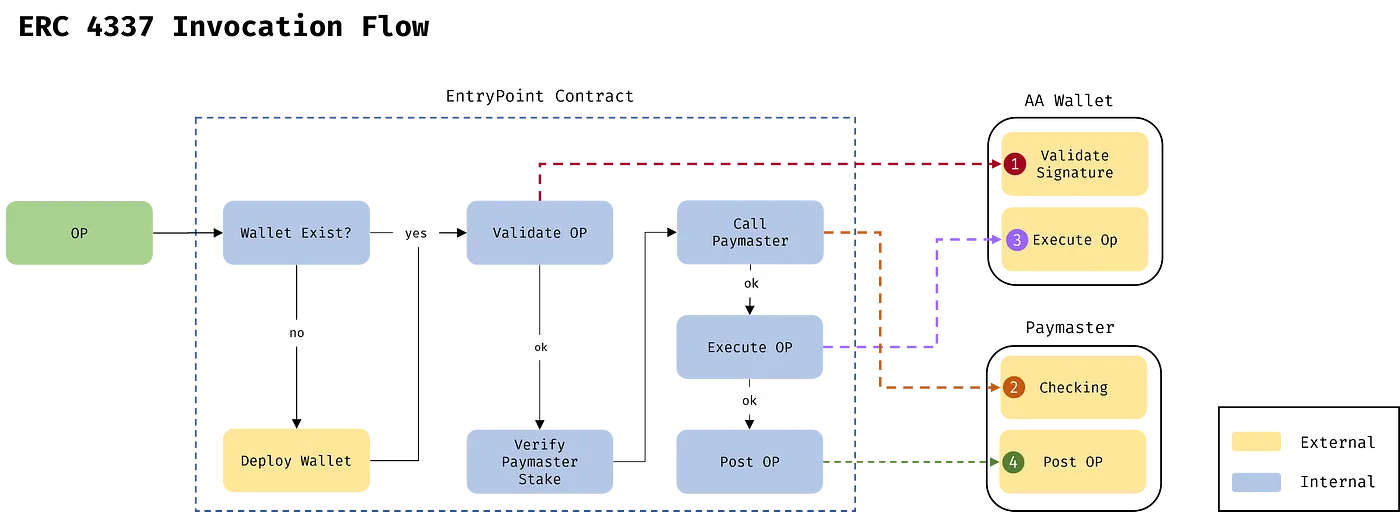 ERC 4337 Invocation Flow
EntryPoint Contract
AA Wallet
OP
Wallet Exist?
yes
Validate OP
Call
Paymaster
1
Validate
Signature
3
Execute Op
ok
no
ok
Execute OP
ok
Deploy Wallet
Verify
Paymaster
Stake
Post OP
Paymaster
2
Checking
4
Post OP
External
Internal